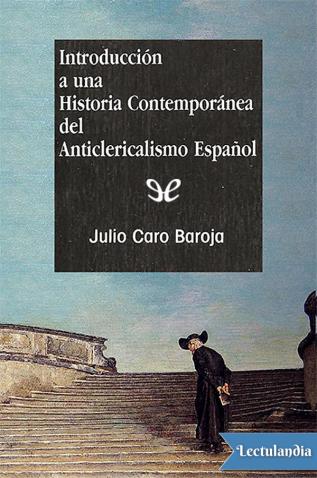 Introducción
a una
Historia Contemporánea
del
Anticlericalismo Español
Julio Caro Baroja
Lectulandia